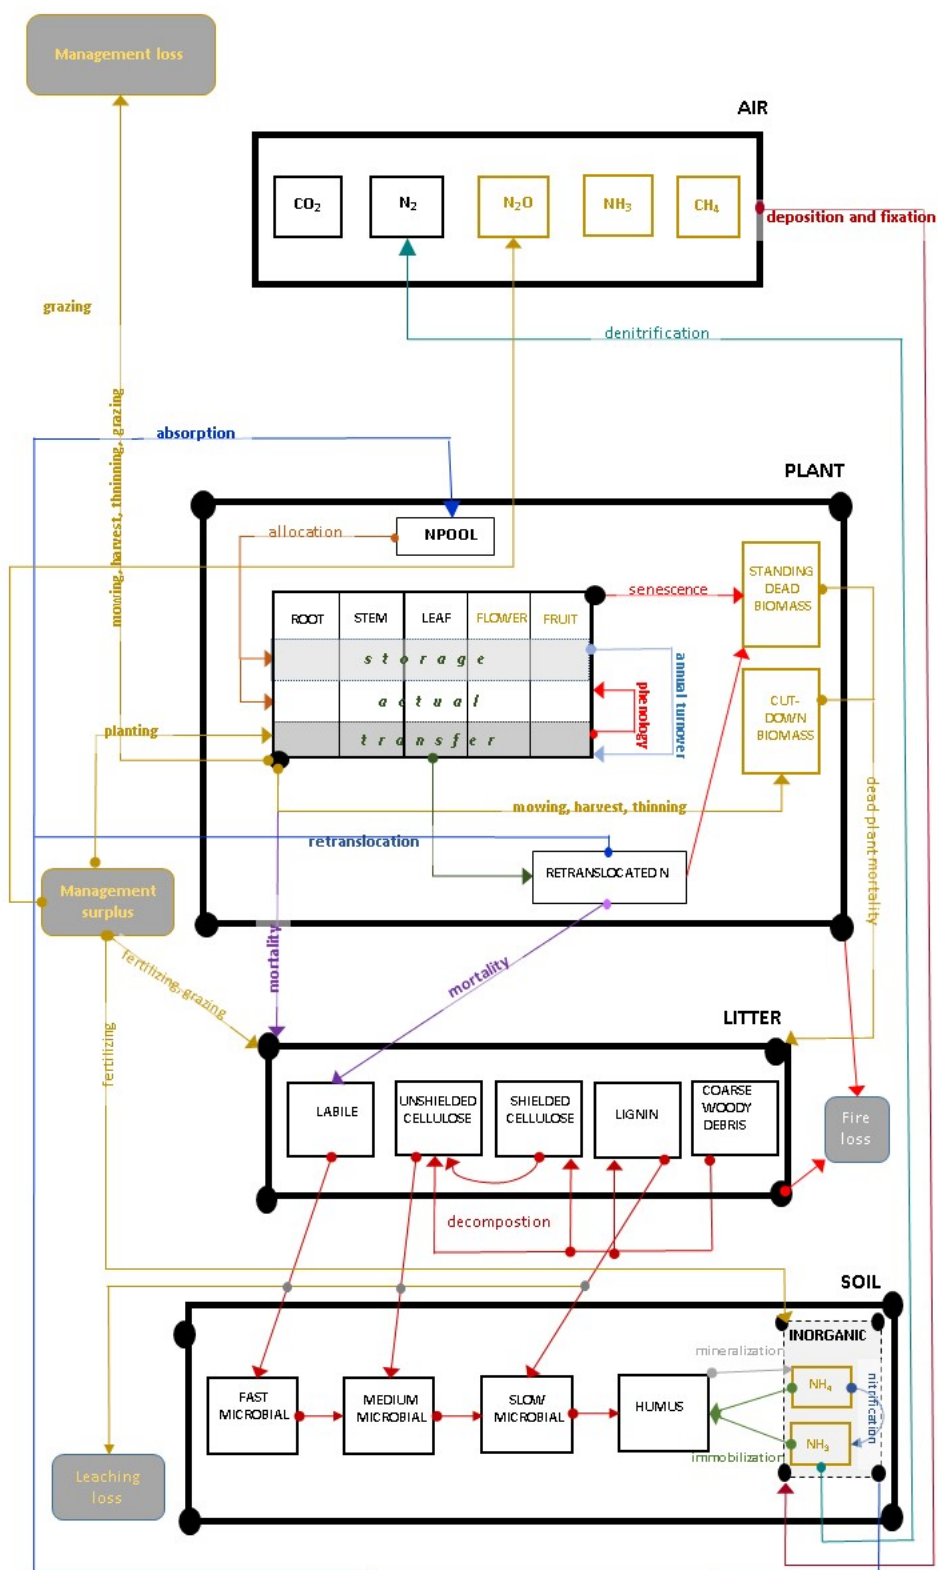 Management loss
AIR
CO₂
N₂
N₂O
NH₃
CH₄
deposition and fixation
grazing
denitrification
mowing, harvest, thninning, grazing
absorption
PLANT
allocation
NPOOL
STANDING
DEAD
BIOMASS
senescence
ROOT
STEM
LEAF
FLOWER
FRUIT
storage
actual
transfer
phenology
annual turnover
CUT-
DOWN
BIOMASS
planting
mowing, harvest, thinning
dead plant mortality
retranslocation
RETRANSLOCATED N
Management
surplus
mortality
mortality
fertilizing, grazing
fertilizing
LITTER
LABILE
UNSHIELDED
CELLULOSE
SHIELDED
CELLULOSE
LIGNIN
COARSE
WOODY
DEBRIS
Fire
loss
decompostion
SOIL
INORGANIC
mineralization
NH₄
nitrification
FAST
MICROBIAL
MEDIUM
MICROBIAL
SLOW
MICROBIAL
HUMUS
NH₃
immobilization
Leaching
loss